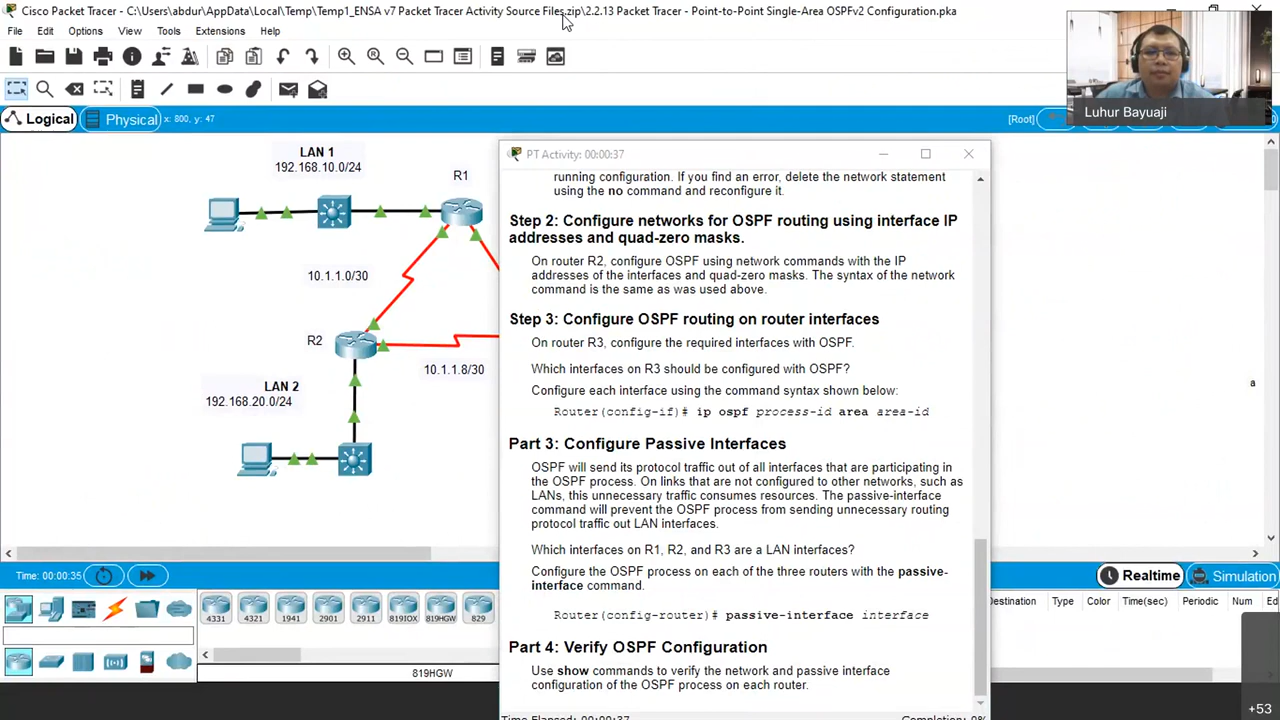 Cisco Packet Tracer - C:\Users\abdur\AppData\Local\Temp\Temp1_ENSA v7 Packet Tracer Activity Source Files.zip\2.2.13 Packet Tracer - Point-to-Point Single-Area OSPFv2 Configuration.pka
File Edit Options View Tools Extensions Help
Luhur Bayuaji
Logical Physical x: 800, y: 47 [Root]
LAN 1
192.168.10.0/24
R1
10.1.1.0/30
R2
10.1.1.8/30
LAN 2
192.168.20.0/24
PT Activity: 00:00:37
running configuration. If you find an error, delete the network statement
using the no command and reconfigure it.
Step 2: Configure networks for OSPF routing using interface IP
addresses and quad-zero masks.
On router R2, configure OSPF using network commands with the IP
addresses of the interfaces and quad-zero masks. The syntax of the network
command is the same as was used above.
Step 3: Configure OSPF routing on router interfaces
On router R3, configure the required interfaces with OSPF.
Which interfaces on R3 should be configured with OSPF?
Configure each interface using the command syntax shown below:
Router(config-if)# ip ospf process-id area area-id
Part 3: Configure Passive Interfaces
OSPF will send its protocol traffic out of all interfaces that are participating in
the OSPF process. On links that are not configured to other networks, such as
LANs, this unnecessary traffic consumes resources. The passive-interface
command will prevent the OSPF process from sending unnecessary routing
protocol traffic out LAN interfaces.
Which interfaces on R1, R2, and R3 are a LAN interfaces?
Configure the OSPF process on each of the three routers with the passive-
interface command.
Router(config-router)# passive-interface interface
Part 4: Verify OSPF Configuration
Use show commands to verify the network and passive interface
configuration of the OSPF process on each router.
Time Elapsed: 00:00:37 Completion: 0%
a
Time: 00:00:35 Realtime Simulation
4331 4321 1941 2901 2911 819IOX 819HGW 829
819HGW
Destination Type Color Time(sec) Periodic Num Ed
+53